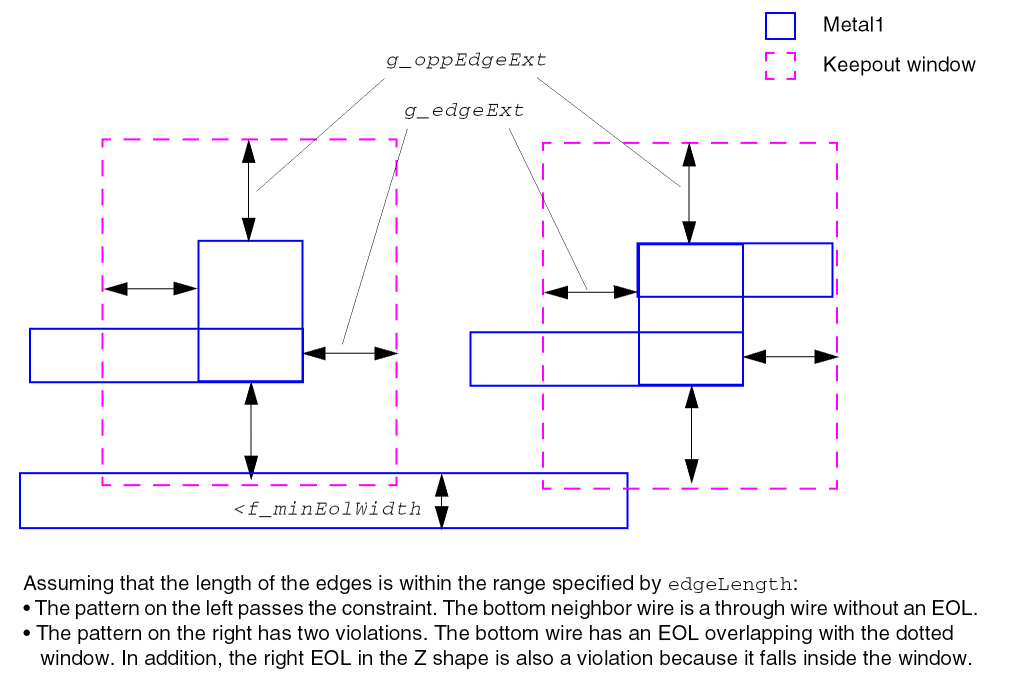 Metal1
Keepout window
g_oppEdgeExt
g_edgeExt
<f_minEolWidth
Assuming that the length of the edges is within the range specified by edgeLength:
• The pattern on the left passes the constraint. The bottom neighbor wire is a through wire without an EOL.
• The pattern on the right has two violations. The bottom wire has an EOL overlapping with the dotted
window. In addition, the right EOL in the Z shape is also a violation because it falls inside the window.